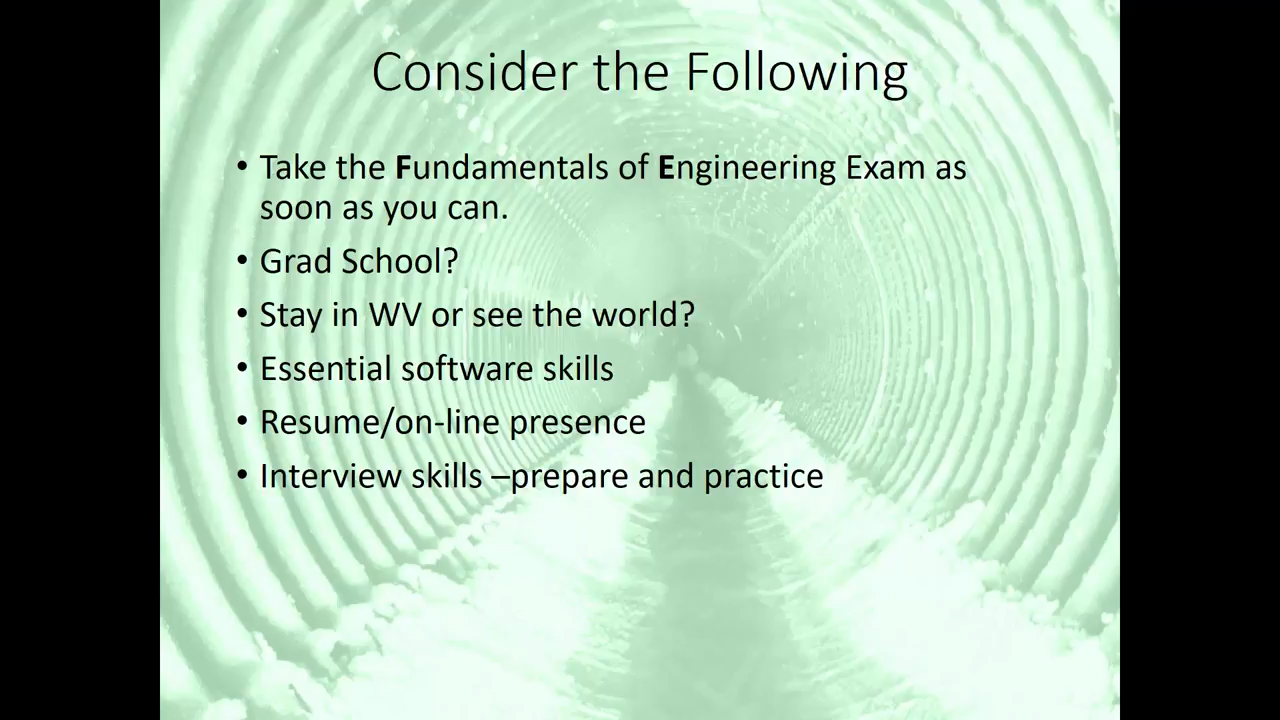 Consider the Following
• Take the Fundamentals of Engineering Exam as
soon as you can.
• Grad School?
• Stay in WV or see the world?
• Essential software skills
• Resume/on-line presence
• Interview skills –prepare and practice